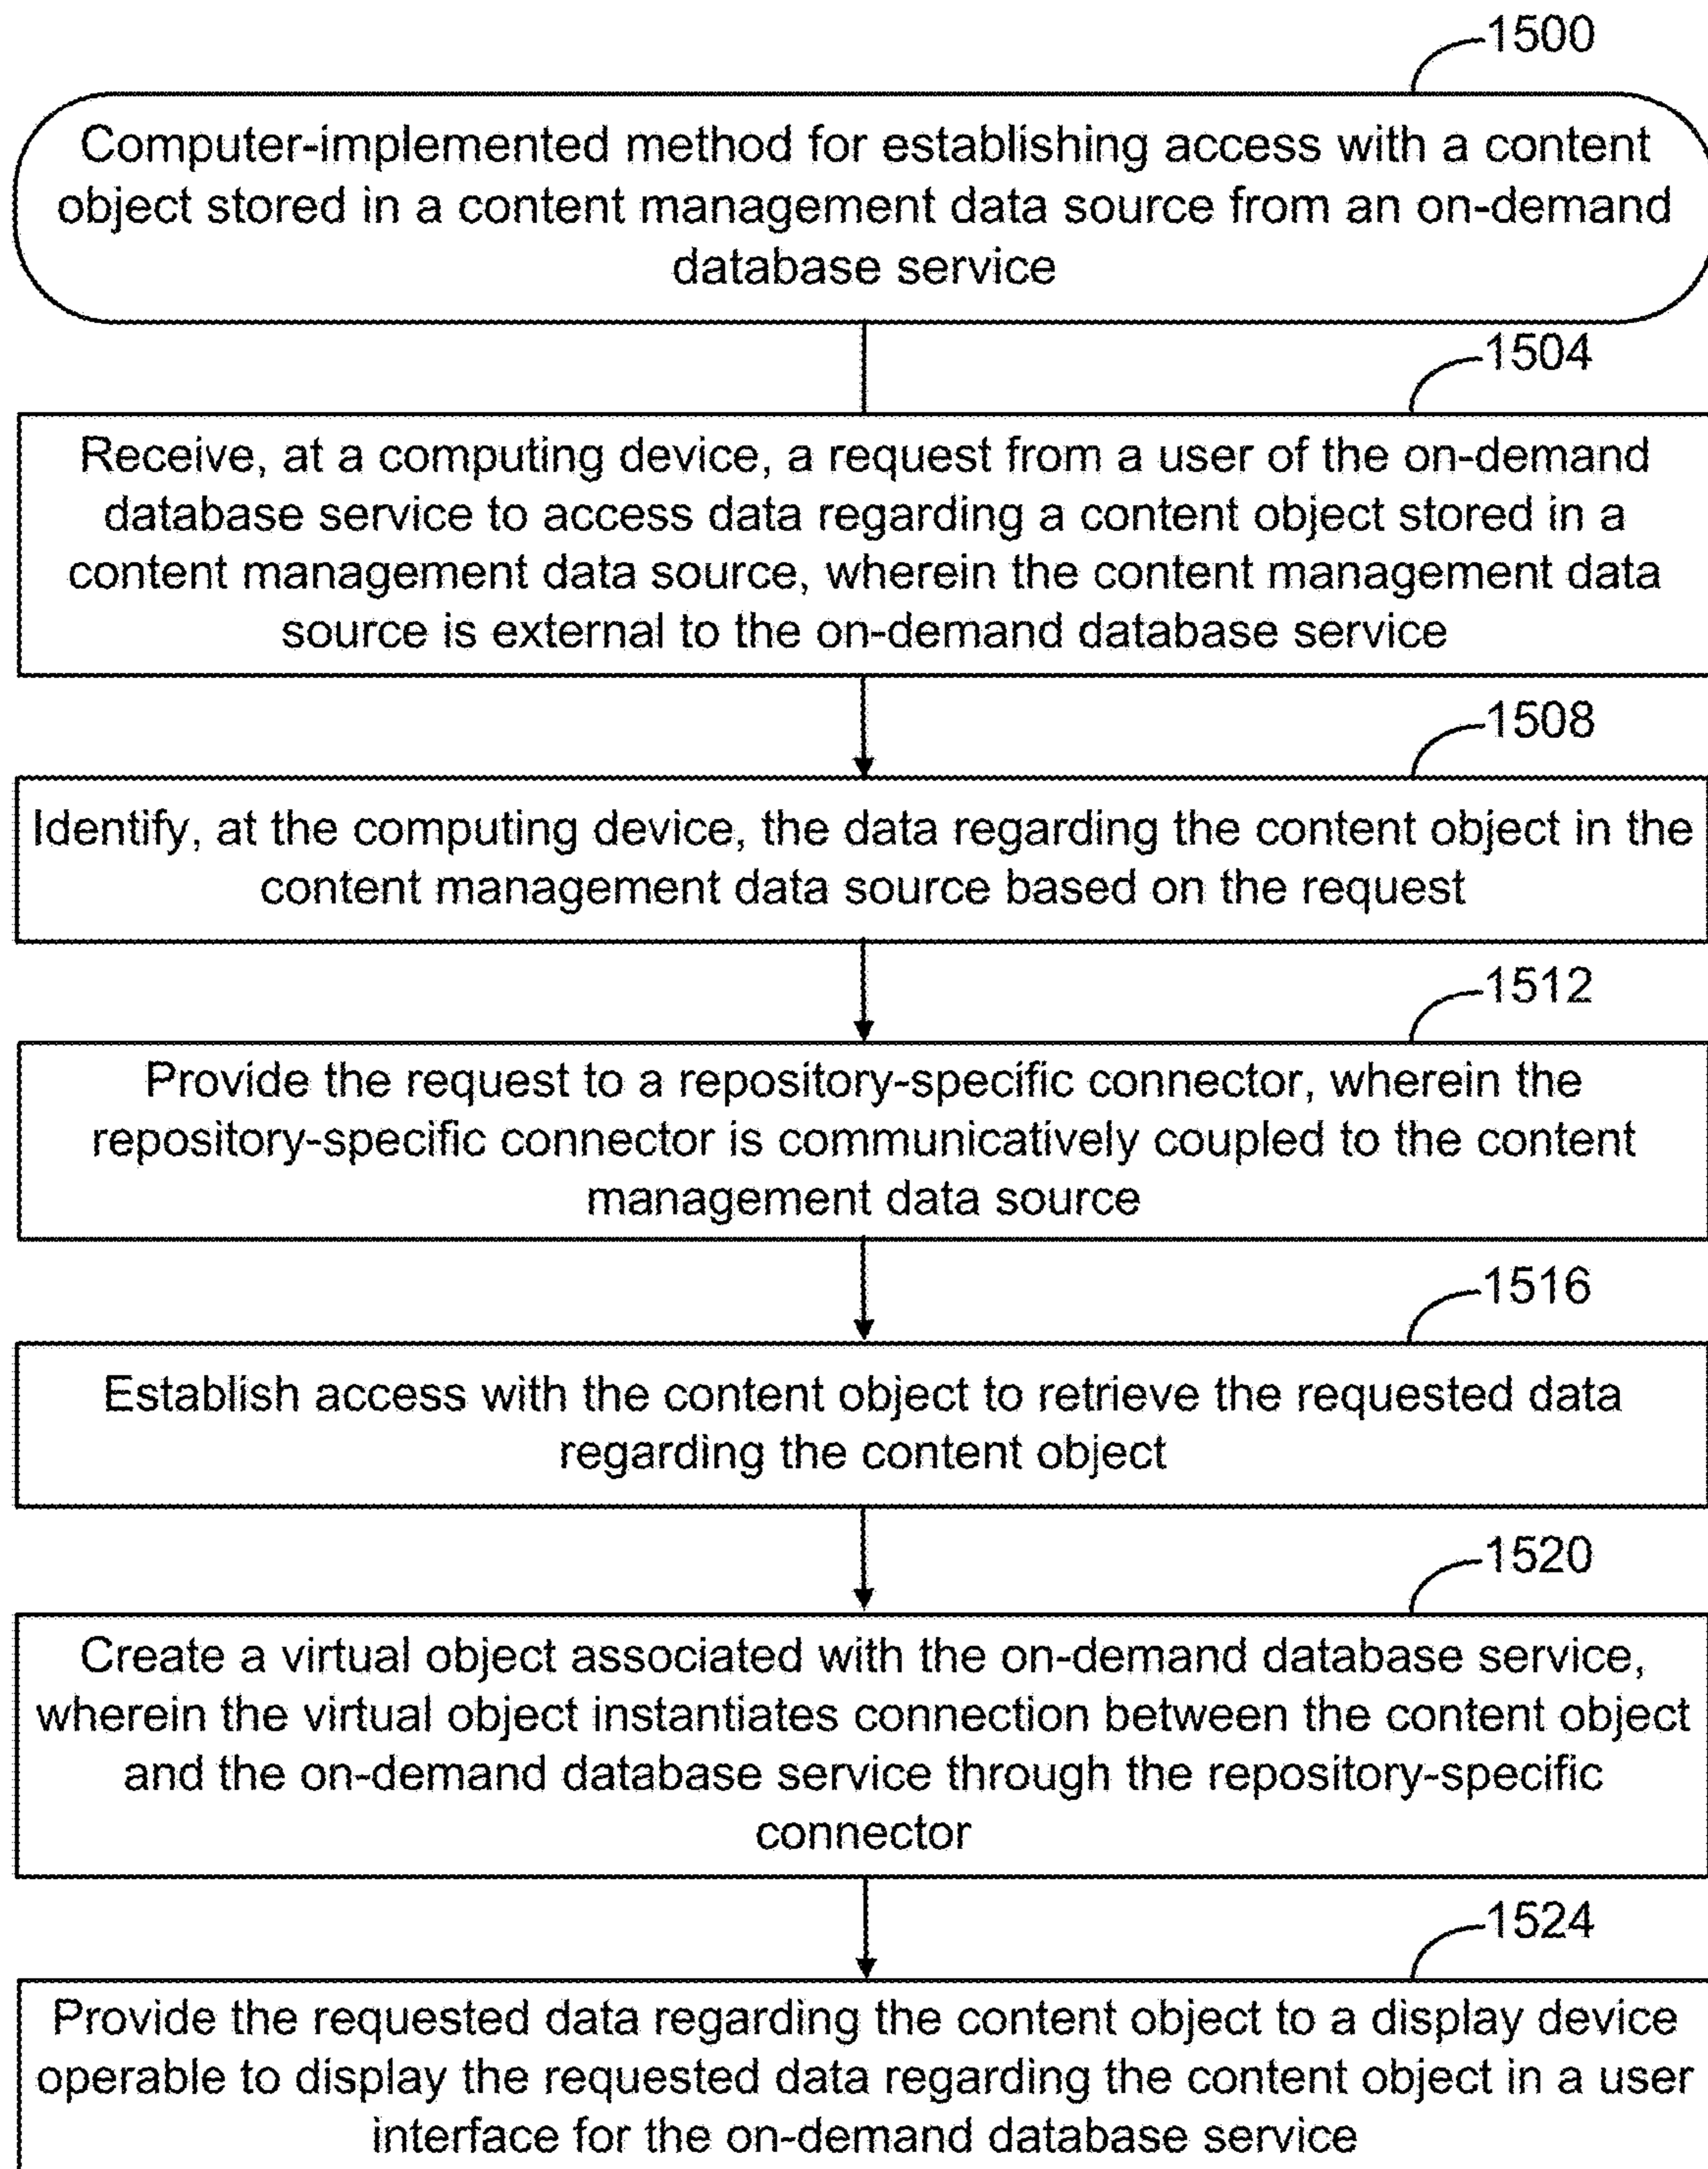 1500
Computer-implemented method for establishing access with a content
object stored in a content management data source from an on-demand
database service
1504
Receive, at a computing device, a request from a user of the on-demand
database service to access data regarding a content object stored in a
content management data source, wherein the content management data
source is external to the on-demand database service
1508
Identify, at the computing device, the data regarding the content object in the
content management data source based on the request
1512
Provide the request to a repository-specific connector, wherein the
repository-specific connector is communicatively coupled to the content
management data source
1516
Establish access with the content object to retrieve the requested data
regarding the content object
1520
Create a virtual object associated with the on-demand database service,
wherein the virtual object instantiates connection between the content object
and the on-demand database service through the repository-specific
connector
1524
Provide the requested data regarding the content object to a display device
operable to display the requested data regarding the content object in a user
interface for the on-demand database service